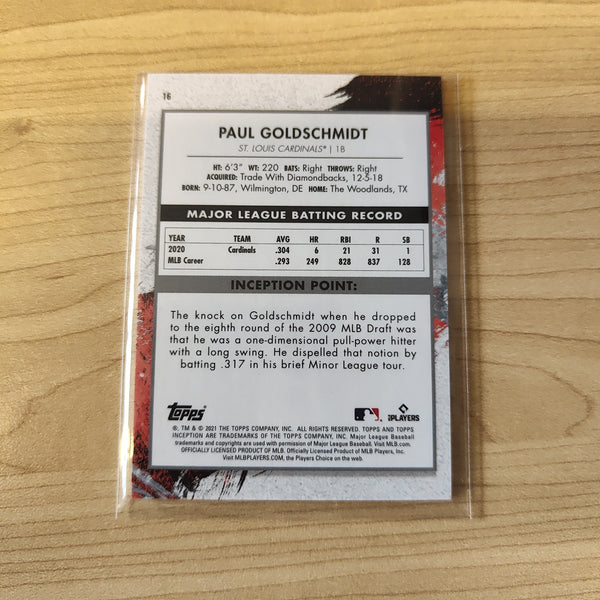 16
PAUL GOLDSCHMIDT
ST. LOUIS CARDINALS® | 1B
HT: 6'3" WT: 220 BATS: Right THROWS: Right
ACQUIRED: Trade With Diamondbacks, 12-5-18
BORN: 9-10-87, Wilmington, DE HOME: The Woodlands, TX
MAJOR LEAGUE BATTING RECORD
YEAR TEAM AVG HR RBI R SB
2020 Cardinals .304 6 21 31 1
MLB Career .293 249 828 837 128
INCEPTION POINT:
The knock on Goldschmidt when he dropped
to the eighth round of the 2009 MLB Draft was
that he was a one-dimensional pull-power hitter
with a long swing. He dispelled that notion by
batting .317 in his brief Minor League tour.
Topps
MLB PLAYERS
®, TM & © 2021 THE TOPPS COMPANY, INC. ALL RIGHTS RESERVED. TOPPS AND TOPPS
INCEPTION ARE TRADEMARKS OF THE TOPPS COMPANY, INC. Major League Baseball
trademarks and copyrights are used with permission of Major League Baseball. Visit MLB.com.
OFFICIALLY LICENSED PRODUCT OF MLB. Officially Licensed Product of MLB Players, Inc.
Visit MLBPLAYERS.COM, the Players Choice on the web.